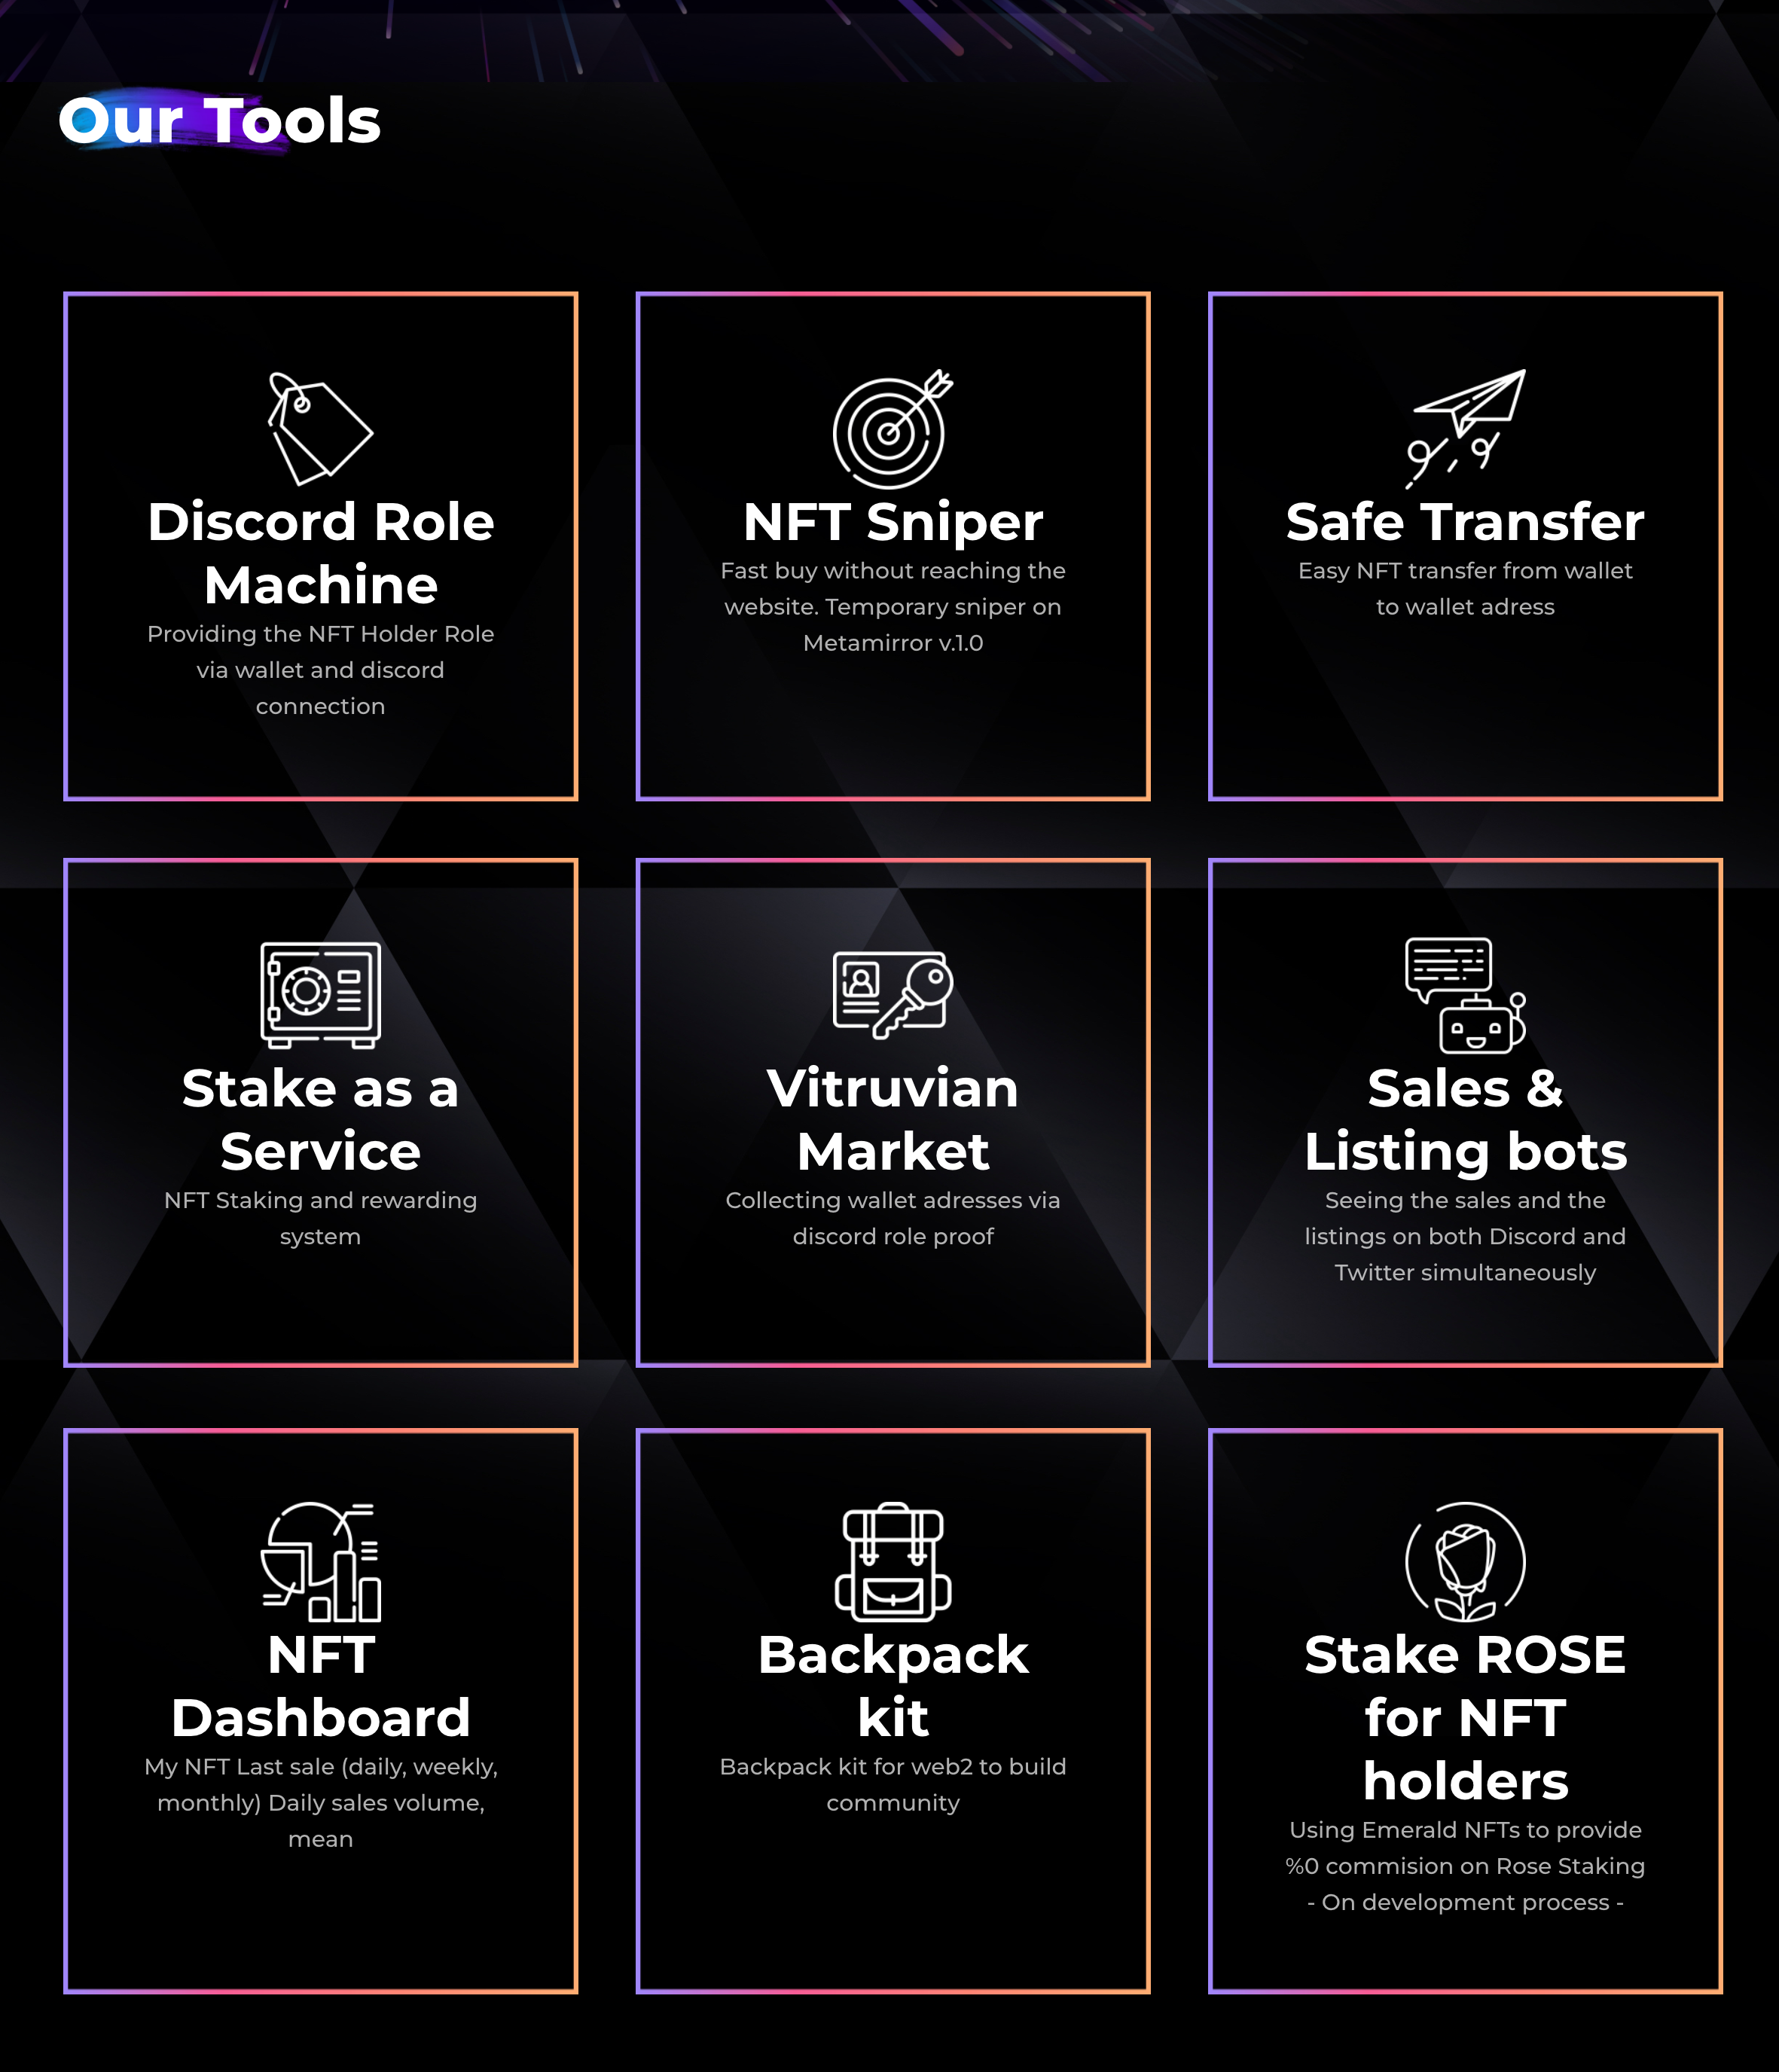 Our Tools
Discord Role
Machine
Providing the NFT Holder Role
via wallet and discord
connection
NFT Sniper
Fast buy without reaching the
website. Temporary sniper on
Metamirror v.1.0
Safe Transfer
Easy NFT transfer from wallet
to wallet adress
Stake as a
Service
NFT Staking and rewarding
system
Vitruvian
Market
Collecting wallet adresses via
discord role proof
Sales &
Listing bots
Seeing the sales and the
listings on both Discord and
Twitter simultaneously
NFT
Dashboard
My NFT Last sale (daily, weekly,
monthly) Daily sales volume,
mean
Backpack
kit
Backpack kit for web2 to build
community
Stake ROSE
for NFT
holders
Using Emerald NFTs to provide
%0 commision on Rose Staking
- On development process -